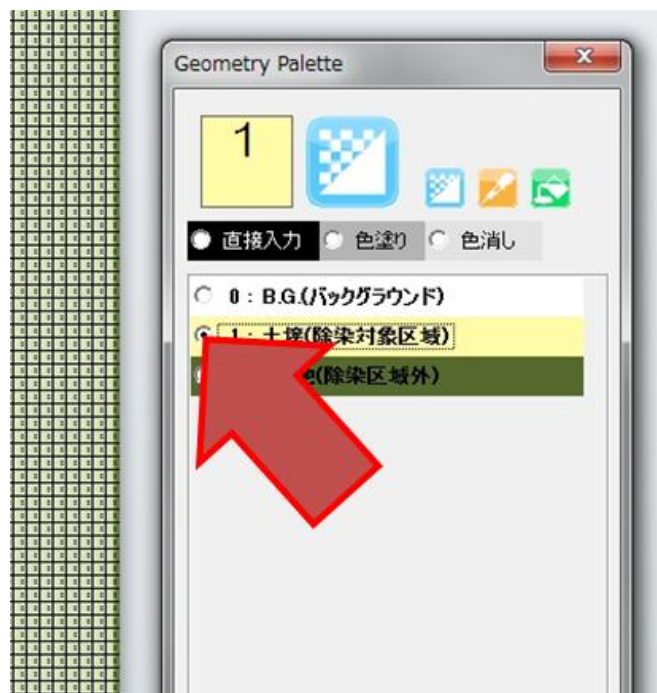 Geometry Palette
1
直接入力 色塗り 色消し
0 : B.G.(バックグラウンド)
1 : 土壌(除染対象区域)
(除染区域外)